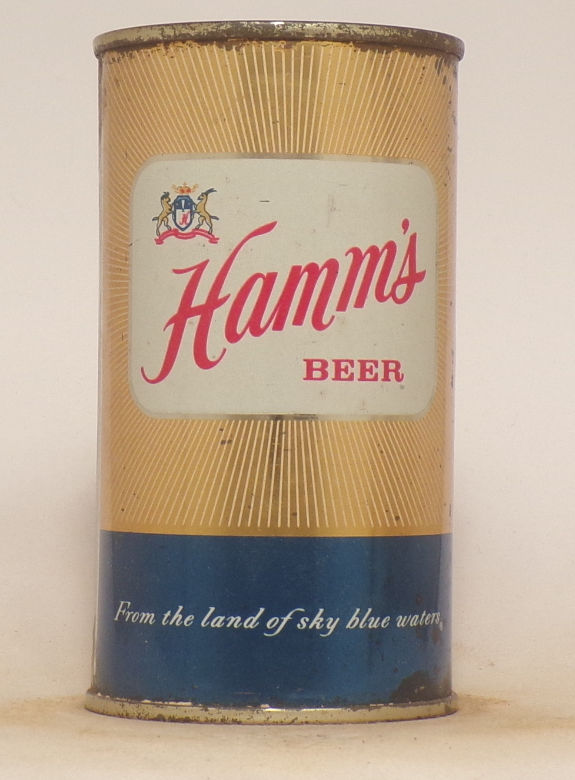 Hamm's
BEER
From the land of sky blue waters